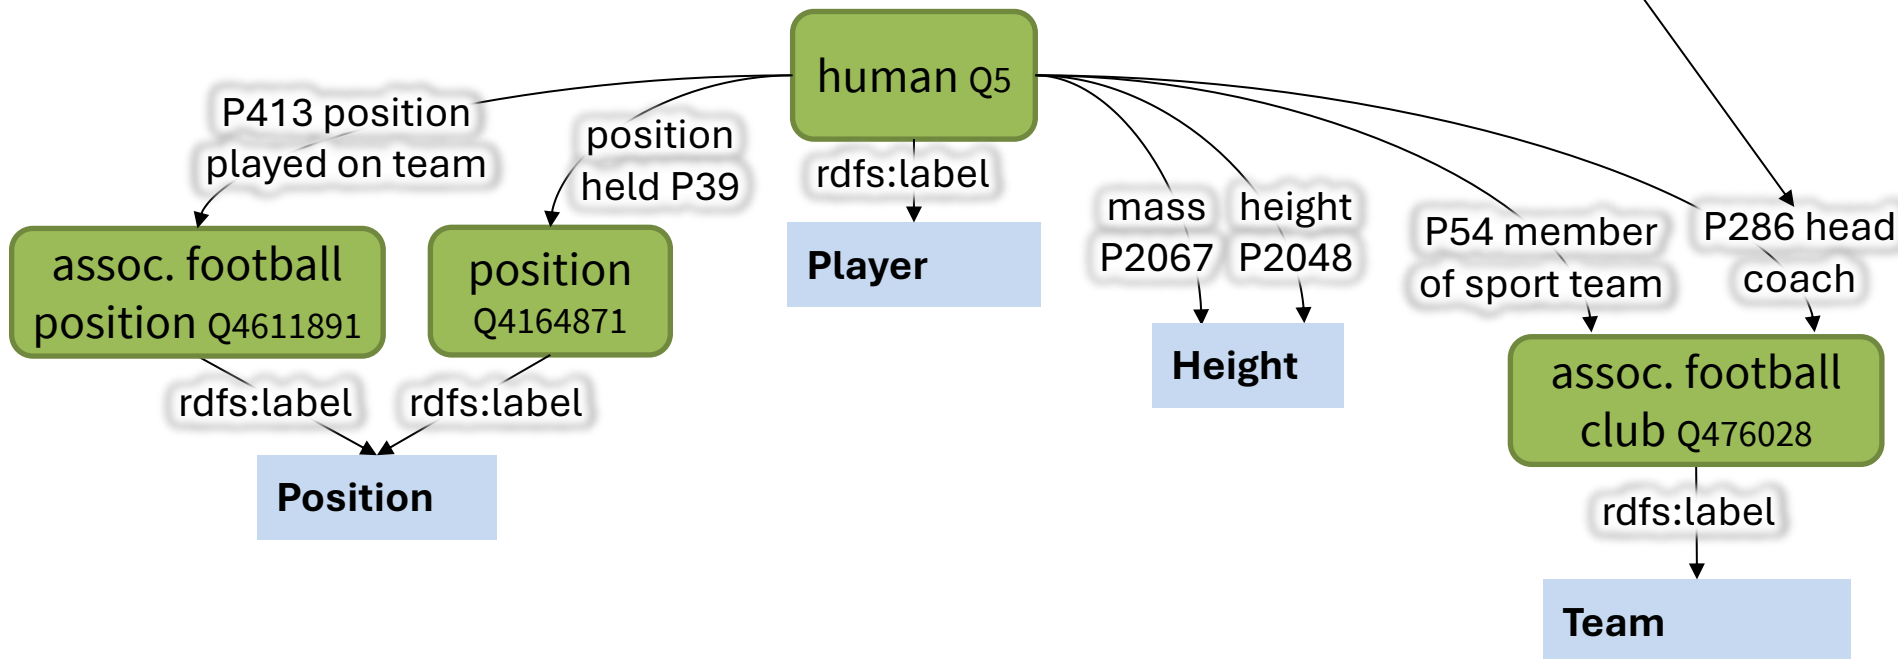 human Q5
P413 position
played on team
position
held P39
rdfs:label
mass
P2067
height
P2048
P54 member
of sport team
P286 head
coach
assoc. football
position Q4611891
position
Q4164871
Player
Height
assoc. football
club Q476028
rdfs:label
rdfs:label
Position
rdfs:label
Team